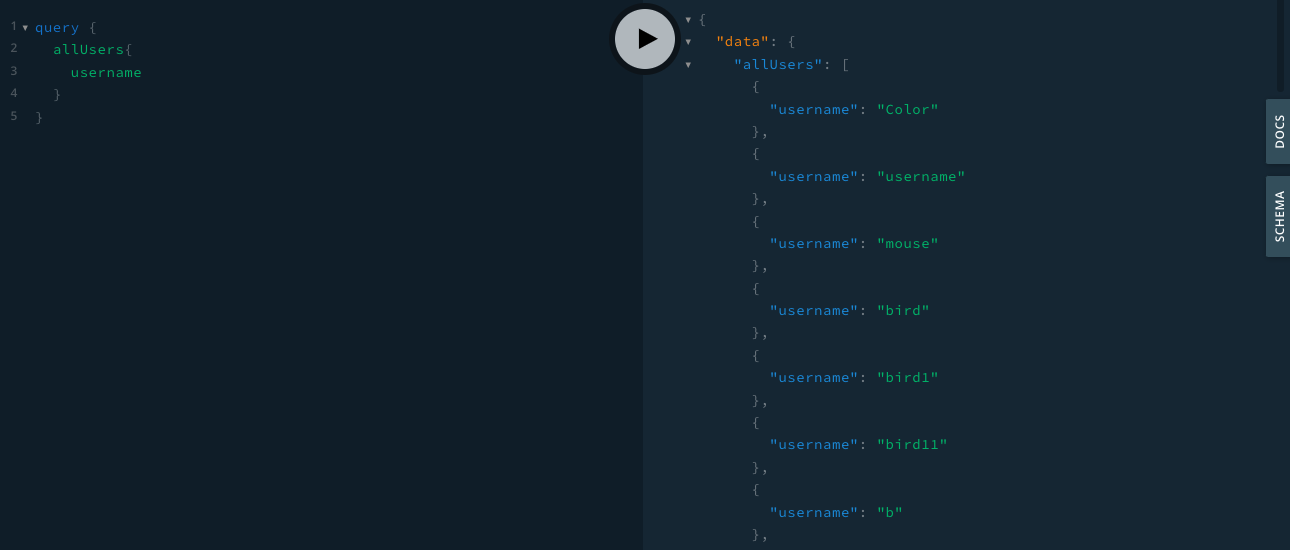 1 query {
2 allUsers{
3 username
4 }
5 }
{
"data": {
"allUsers": [
{
"username": "Color"
},
{
"username": "username"
},
{
"username": "mouse"
},
{
"username": "bird"
},
{
"username": "bird1"
},
{
"username": "bird11"
},
{
"username": "b"
},
DOCS
SCHEMA